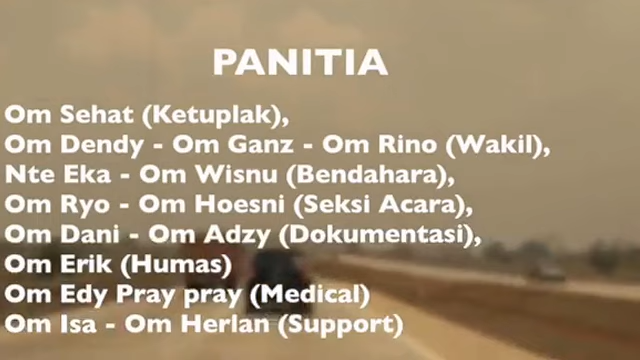 PANITIA
Om Sehat (Ketuplak),
Om Dendy - Om Ganz - Om Rino (Wakil),
Nte Eka - Om Wisnu (Bendahara),
Om Ryo - Om Hoesni (Seksi Acara),
Om Dani - Om Adzy (Dokumentasi),
Om Erik (Humas)
Om Edy Pray pray (Medical)
Om Isa - Om Herlan (Support)